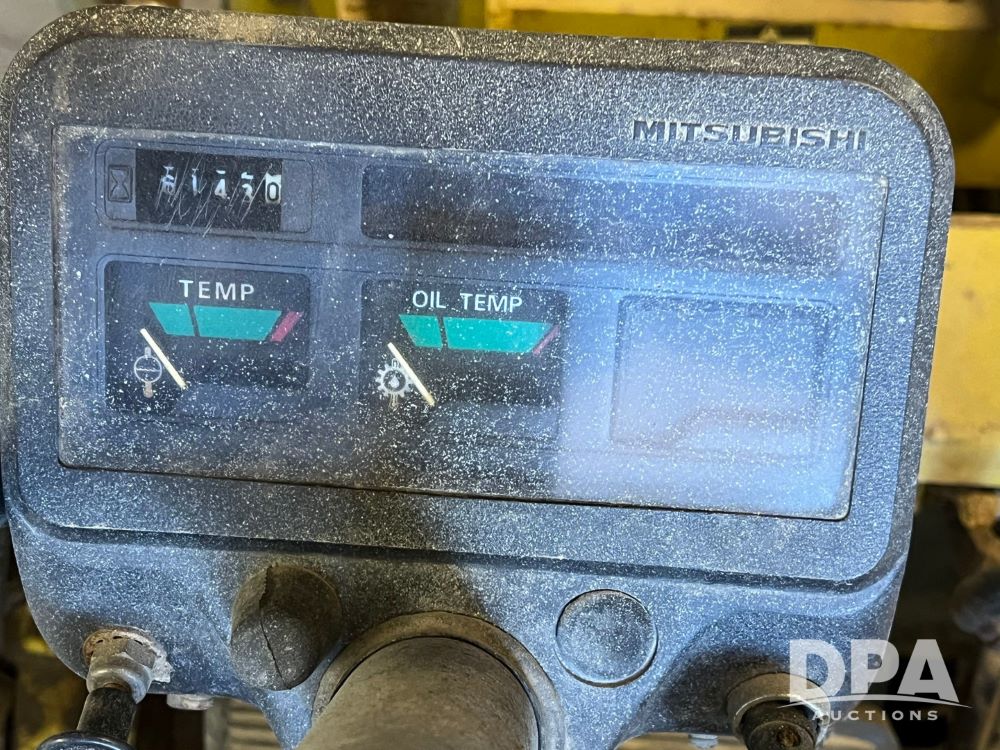 MITSUBISHI
TEMP
OIL TEMP
DPA
AUCTIONS